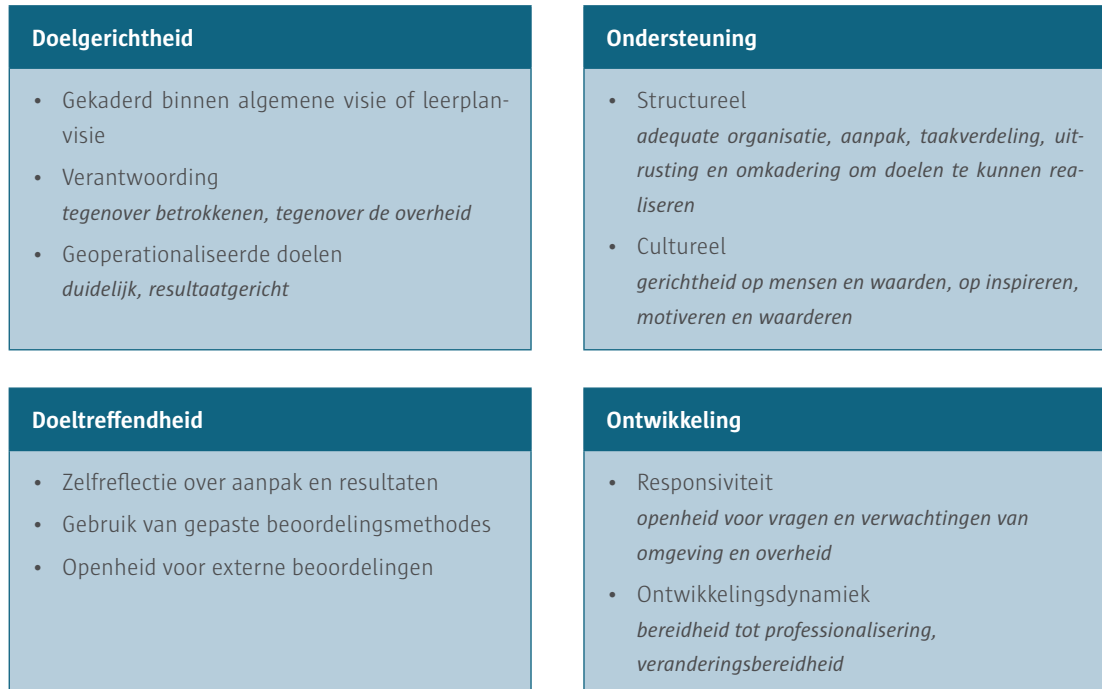 Doelgerichtheid
• Gekaderd binnen algemene visie of leerplan-
visie
• Verantwoording
tegenover betrokkenen, tegenover de overheid
• Geoperationaliseerde doelen
duidelijk, resultaatgericht
Ondersteuning
• Structureel
adequate organisatie, aanpak, taakverdeling, uit-
rusting en omkadering om doelen te kunnen rea-
liseren
• Cultureel
gerichtheid op mensen en waarden, op inspireren,
motiveren en waarderen
Doeltreffendheid
• Zelfreflectie over aanpak en resultaten
• Gebruik van gepaste beoordelingsmethodes
• Openheid voor externe beoordelingen
Ontwikkeling
• Responsiviteit
openheid voor vragen en verwachtingen van
omgeving en overheid
• Ontwikkelingsdynamiek
bereidheid tot professionalisering,
veranderingsbereidheid